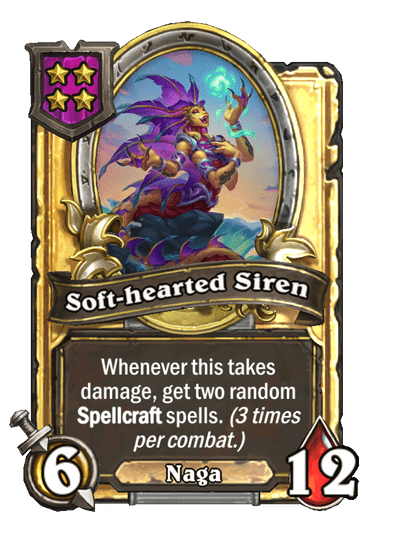 Soft-hearted Siren
Whenever this takes
damage, get two random
Spellcraft spells. (3 times
per combat.)
6
Naga
12